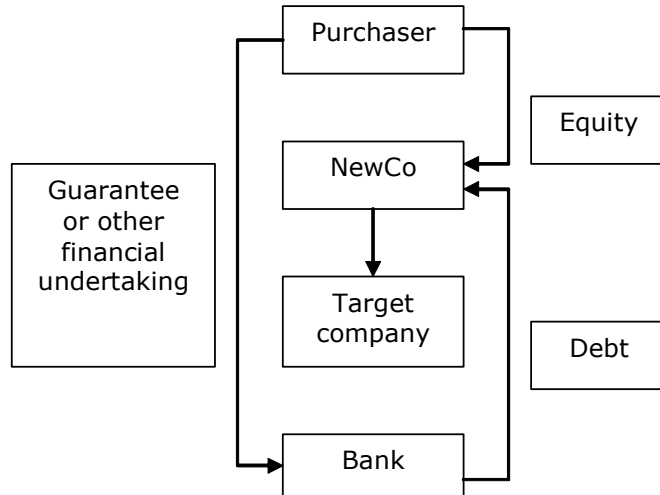 Purchaser
Equity
NewCo
Guarantee
or other
financial
undertaking
Target
company
Debt
Bank